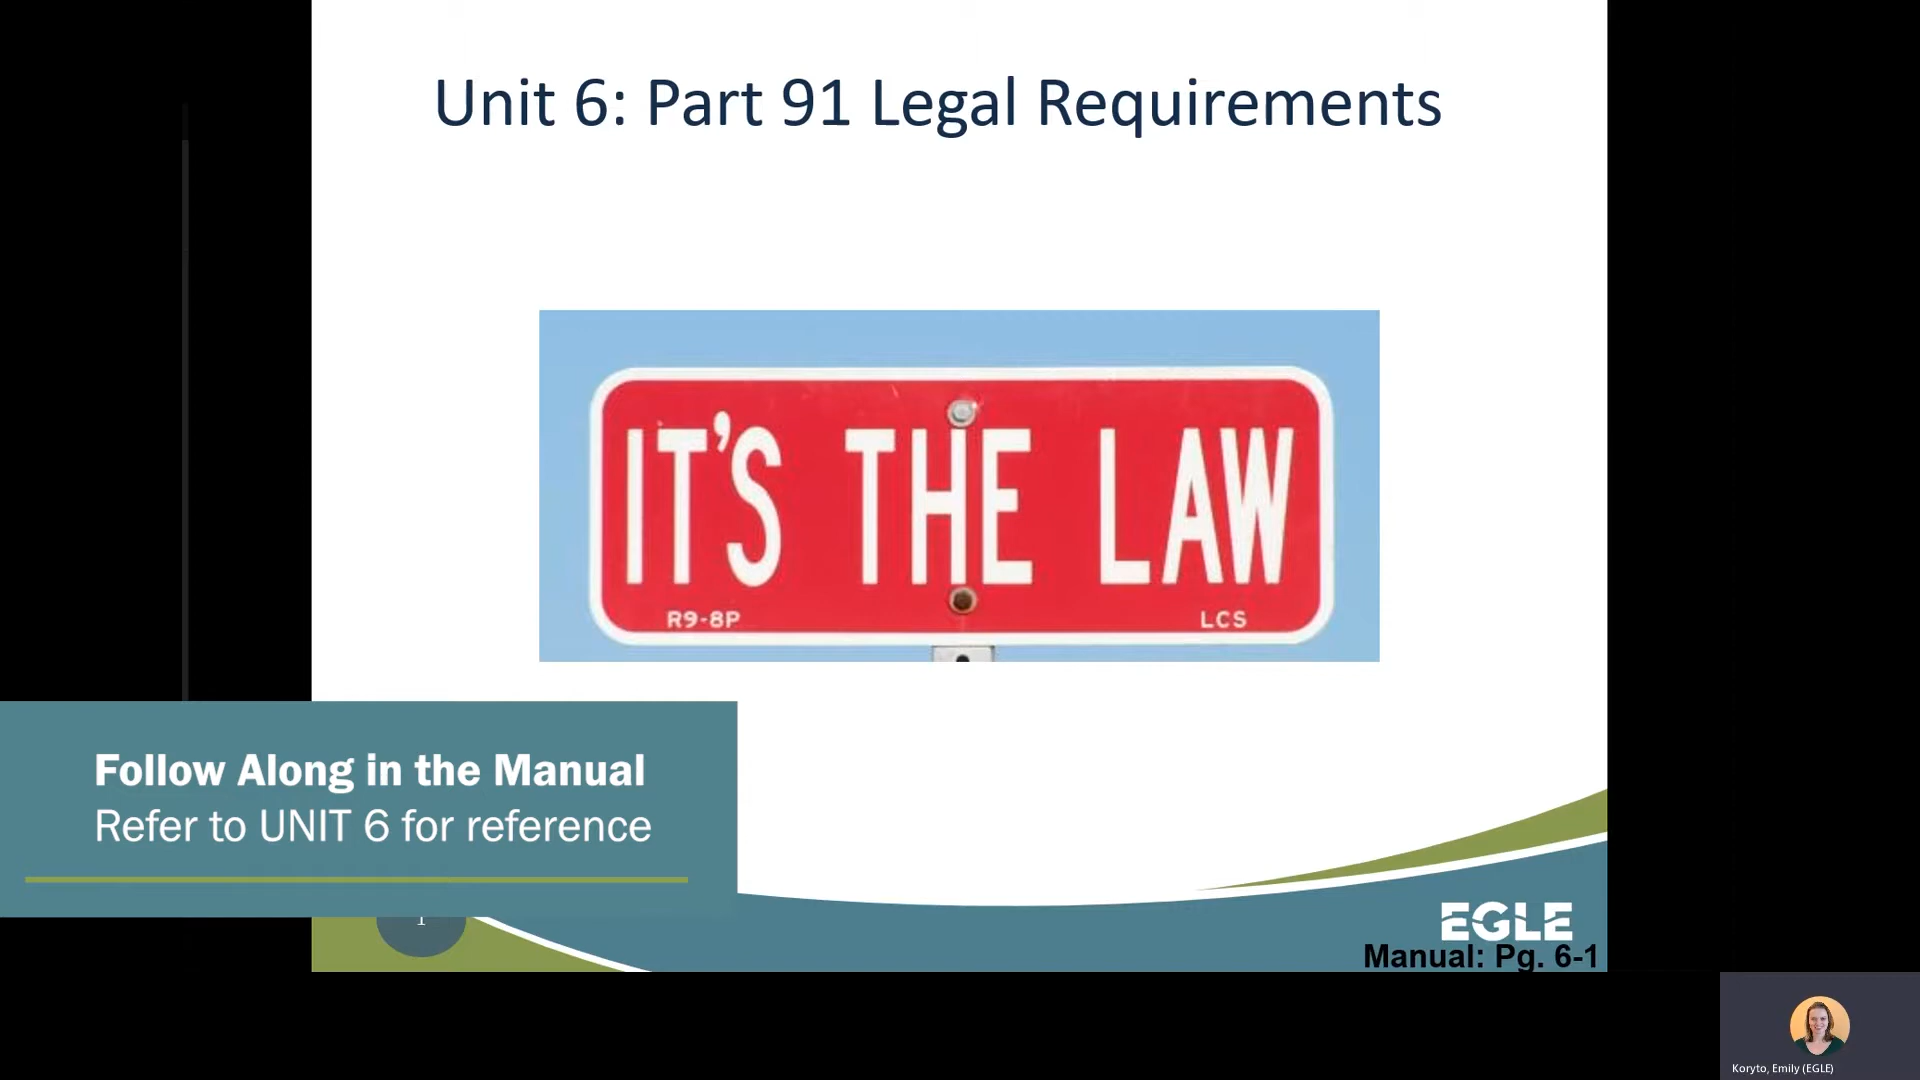 Unit 6: Part 91 Legal Requirements
IT'S THE LAW
R9-8P
LCS
Follow Along in the Manual
Refer to UNIT 6 for reference
1
EGLE
Manual: Pg. 6-1
Koryto, Emily (EGLE)